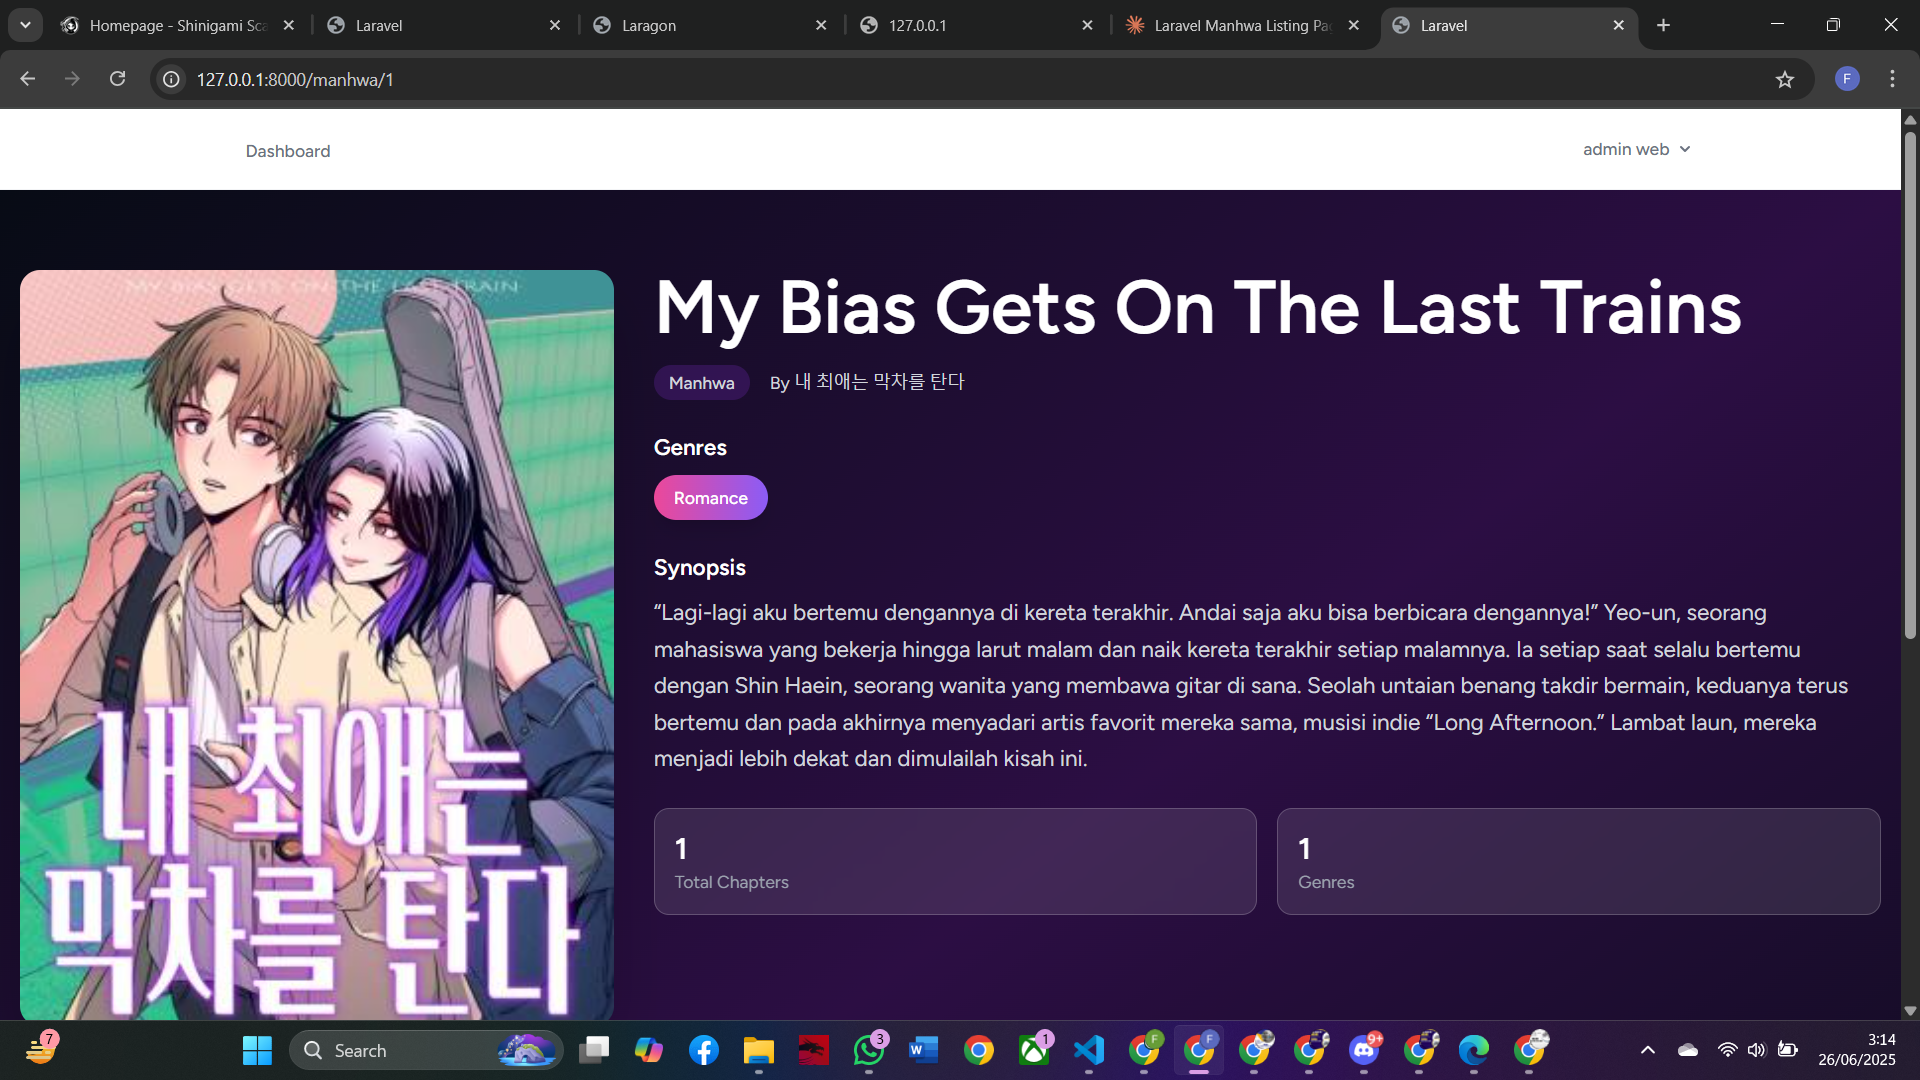 Homepage - Shinigami Sca
Laravel
Laragon
127.0.0.1
Laravel Manhwa Listing Pag
Laravel
127.0.0.1:8000/manhwa/1
F
Dashboard
admin web
MY BIAS GETS ON THE LAST TRAIN
내 최애는
막차를 탄다
My Bias Gets On The Last Trains
Manhwa
By 내 최애는 막차를 탄다
Genres
Romance
Synopsis
“Lagi-lagi aku bertemu dengannya di kereta terakhir. Andai saja aku bisa berbicara dengannya!” Yeo-un, seorang
mahasiswa yang bekerja hingga larut malam dan naik kereta terakhir setiap malamnya. Ia setiap saat selalu bertemu
dengan Shin Haein, seorang wanita yang membawa gitar di sana. Seolah untaian benang takdir bermain, keduanya terus
bertemu dan pada akhirnya menyadari artis favorit mereka sama, musisi indie “Long Afternoon.” Lambat laun, mereka
menjadi lebih dekat dan dimulailah kisah ini.
1
Total Chapters
1
Genres
7
Search
3
W
1
F
F
9+
3:14
26/06/2025